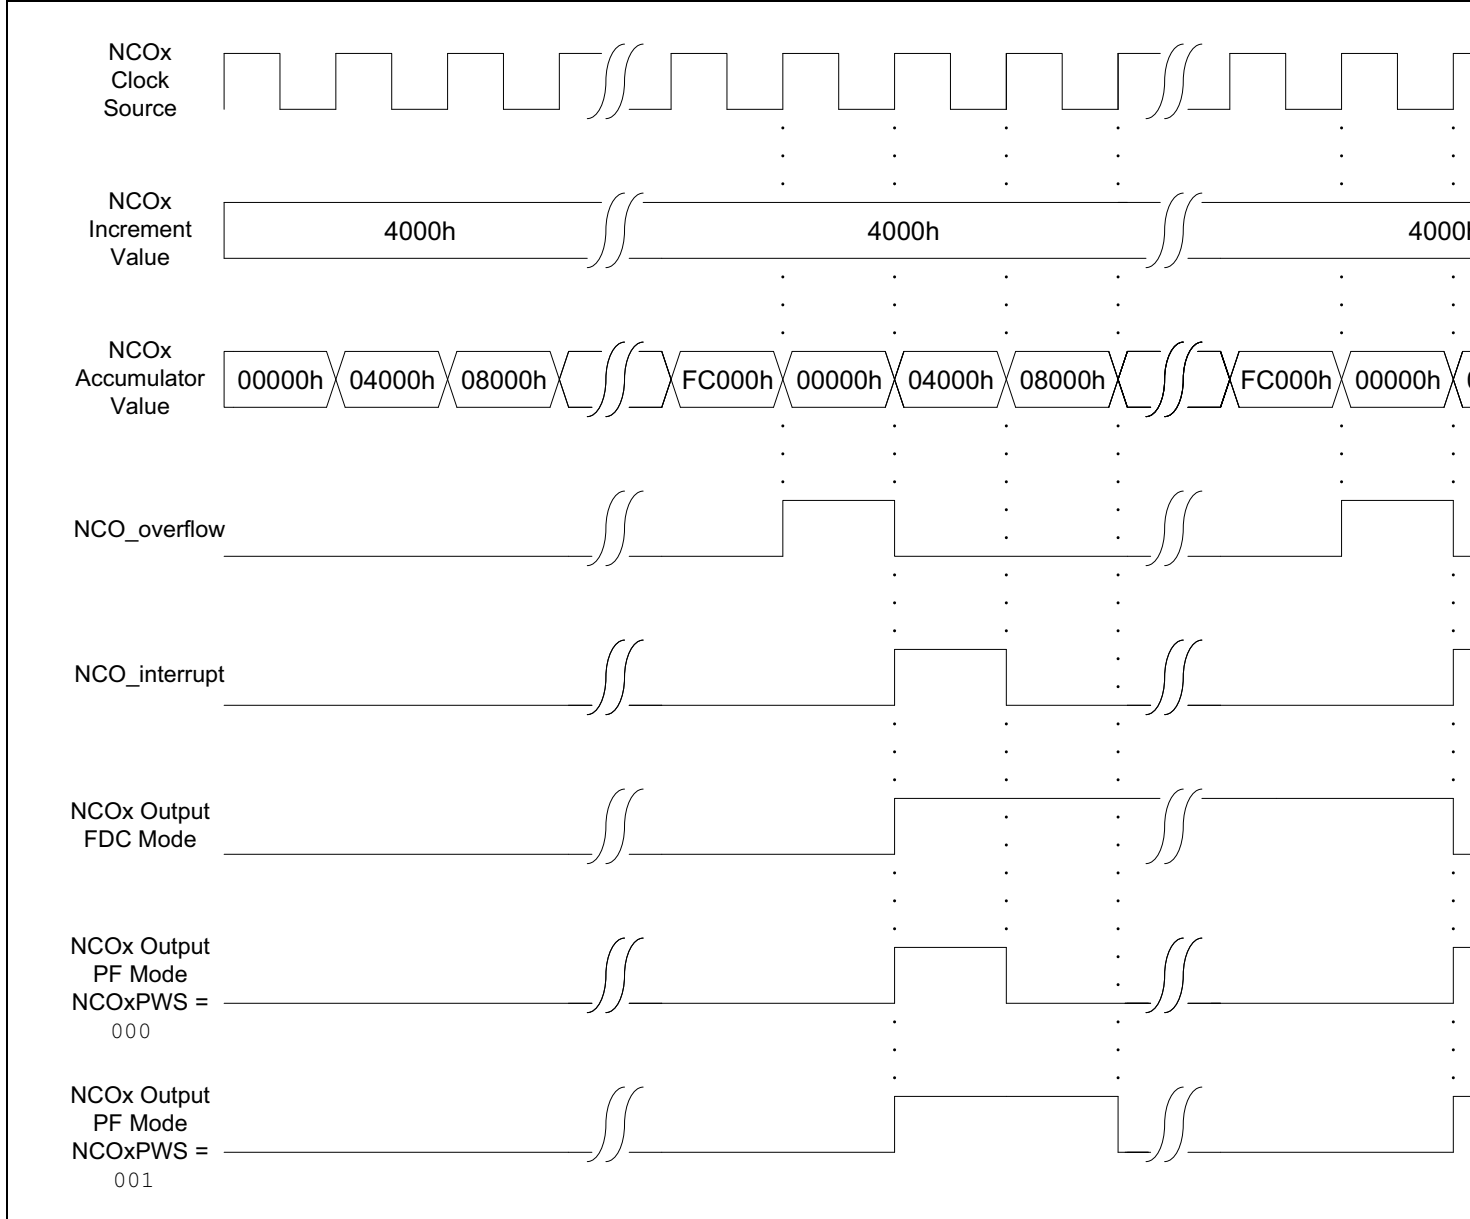 NCOx
Clock
Source
NCOx
Increment
Value
4000h
4000h
4000
NCOx
Accumulator
Value
00000h
04000h
08000h
FC000h
00000h
04000h
08000h
FC000h
00000h
NCO_overflow
NCO_interrupt
NCOx Output
FDC Mode
NCOx Output
PF Mode
NCOxPWS =
000
NCOx Output
PF Mode
NCOxPWS =
001